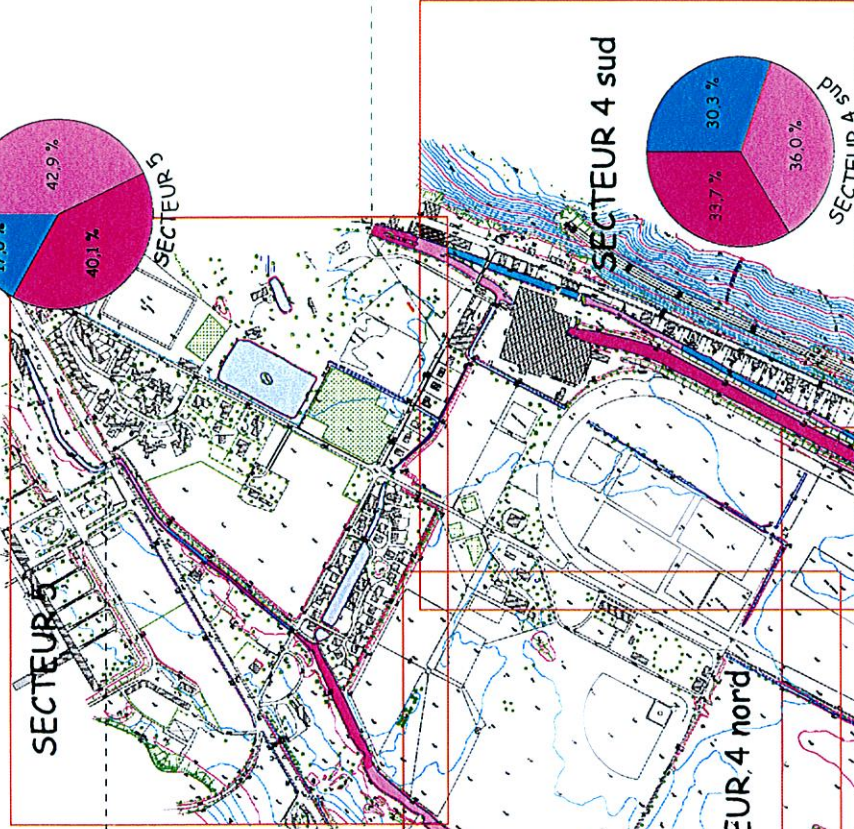 SECTEUR 5
42,9 %
40,1 %
SECTEUR 5
SECTEUR 4 sud
30,3 %
33,7 %
36,0 %
SECTEUR 4 sud
EUR 4 nord